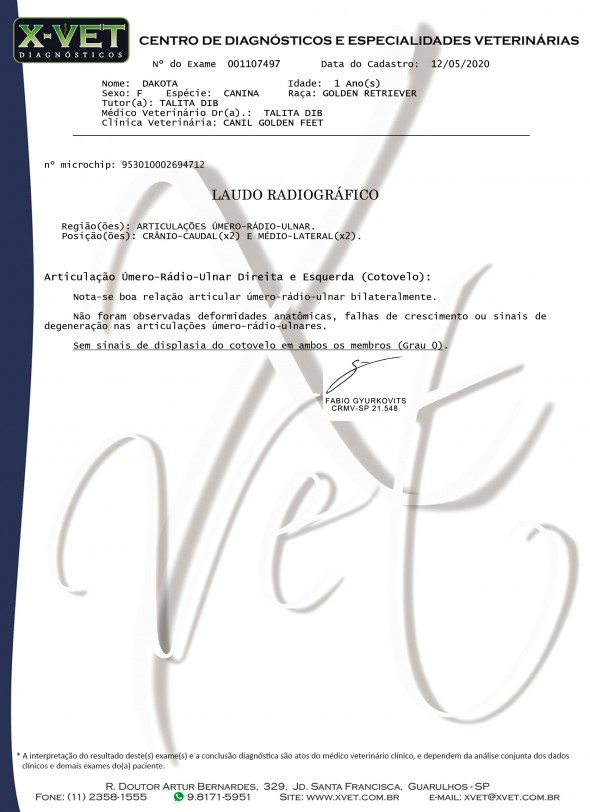 X-VET
DIAGNÓSTICOS
CENTRO DE DIAGNÓSTICOS E ESPECIALIDADES VETERINÁRIAS
Nº do Exame 001107497 Data do Cadastro: 12/05/2020
Nome: DAKOTA Idade: 1 Ano(s)
Sexo: F Espécie: CANINA Raça: GOLDEN RETRIEVER
Tutor(a): TALITA DIB
Médico Veterinário Dr(a).: TALITA DIB
Clínica Veterinária: CANIL GOLDEN FEET
nº microchip: 953010002694712
LAUDO RADIOGRÁFICO
Região(ões): ARTICULAÇÕES ÚMERO-RÁDIO-ULNAR.
Posição(ões): CRÂNIO-CAUDAL(x2) E MÉDIO-LATERAL(x2).
Articulação Úmero-Rádio-Ulnar Direita e Esquerda (Cotovelo):
Nota-se boa relação articular úmero-rádio-ulnar bilateralmente.
Não foram observadas deformidades anatômicas, falhas de crescimento ou sinais de
degeneração nas articulações úmero-rádio-ulnares.
Sem sinais de displasia do cotovelo em ambos os membros (Grau 0).
FABIO GYURKOVITS
CRMV-SP 21.548
X Vet
* A interpretação do resultado deste(s) exame(s) e a conclusão diagnóstica são atos do médico veterinário clínico, e dependem da análise conjunta dos dados
clínicos e demais exames do(a) paciente.
R. Doutor Artur Bernardes, 329, Jd. Santa Francisca, Guarulhos - SP
Fone: (11) 2358-1555 9.8171-5951 Site: www.xvet.com.br e-mail: xvet@xvet.com.br